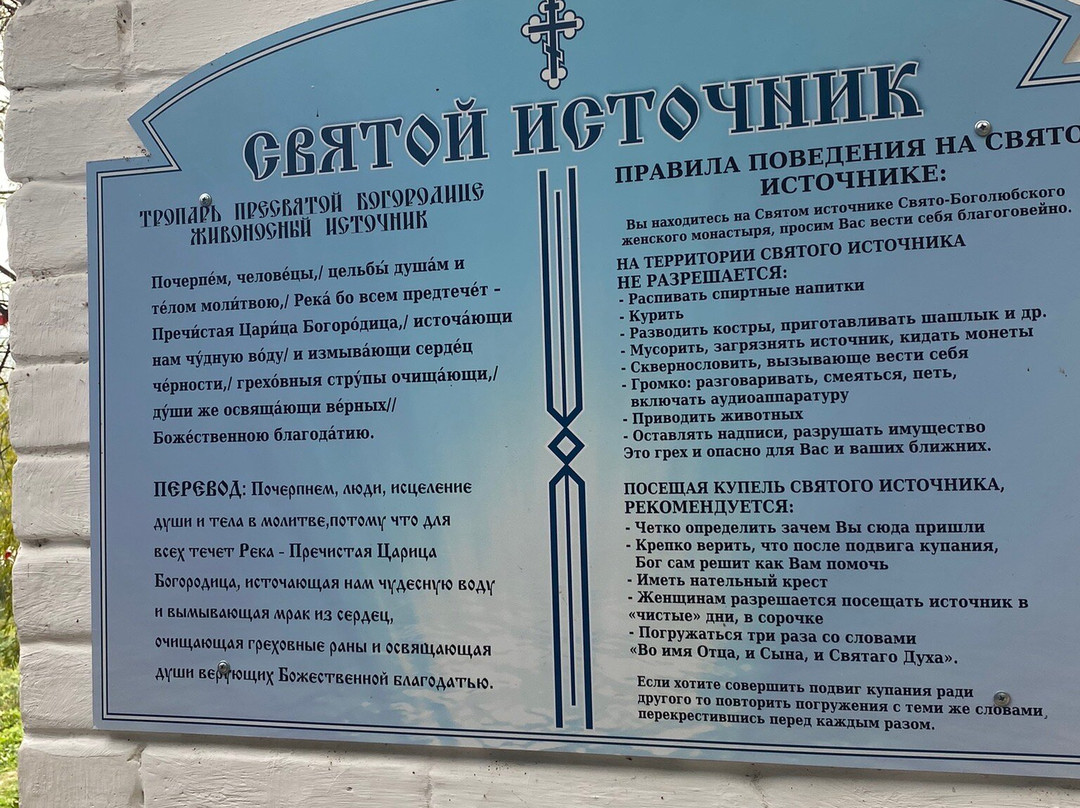 СВЯТОЙ ИСТОЧНИК
ТРОПАРЬ ПРЕСВЯТОЙ БОГОРОДИЦЕ
ЖИВОНОСНЫЙ ИСТОЧНИК
Почерпе́м, челове́цы,/ цельбы́ душа́м и
те́лом моли́твою,/ Река́ бо всем предтече́т –
Пречи́стая Цари́ца Богоро́дица,/ источа́ющи
нам чу́дную во́ду/ и измыва́ющи серде́ц
че́рности,/ грехо́вныя стру́пы очища́ющи,/
ду́ши же освяща́ющи ве́рных//
Боже́ственною благода́тию.
ПЕРЕВОД: Почерпнем, люди, исцеление
души и тела в молитве,потому что для
всех течет Река - Пречистая Царица
Богородица, источающая нам чудесную воду
и вымывающая мрак из сердец,
очищающая греховные раны и освящающая
души верующих Божественной благодатью.
ПРАВИЛА ПОВЕДЕНИЯ НА СВЯТО
ИСТОЧНИКЕ:
Вы находитесь на Святом источнике Свято-Боголюбского
женского монастыря, просим Вас вести себя благоговейно.
НА ТЕРРИТОРИИ СВЯТОГО ИСТОЧНИКА
НЕ РАЗРЕШАЕТСЯ:
- Распивать спиртные напитки
- Курить
- Разводить костры, приготавливать шашлык и др.
- Мусорить, загрязнять источник, кидать монеты
- Сквернословить, вызывающе вести себя
- Громко: разговаривать, смеяться, петь,
включать аудиоаппаратуру
- Приводить животных
- Оставлять надписи, разрушать имущество
Это грех и опасно для Вас и ваших ближних.
ПОСЕЩАЯ КУПЕЛЬ СВЯТОГО ИСТОЧНИКА,
РЕКОМЕНДУЕТСЯ:
- Четко определить зачем Вы сюда пришли
- Крепко верить, что после подвига купания,
Бог сам решит как Вам помочь
- Иметь нательный крест
- Женщинам разрешается посещать источник в
«чистые» дни, в сорочке
- Погружаться три раза со словами
«Во имя Отца, и Сына, и Святаго Духа».
Если хотите совершить подвиг купания ради
другого то повторить погружения с теми же словами,
перекрестившись перед каждым разом.